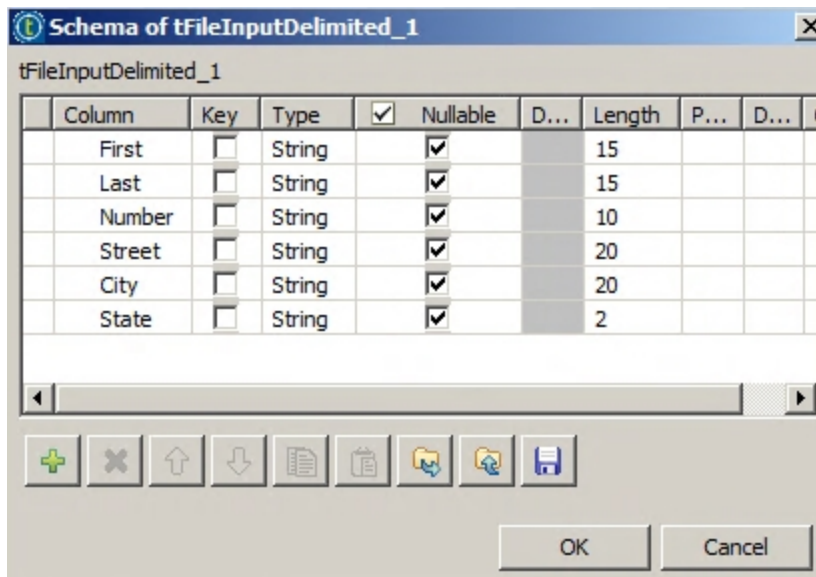 Schema of tFileInputDelimited_1
tFileInputDelimited_1
Column Key Type Nullable D... Length P... D...
First String 15
Last String 15
Number String 10
Street String 20
City String 20
State String 2
OK Cancel